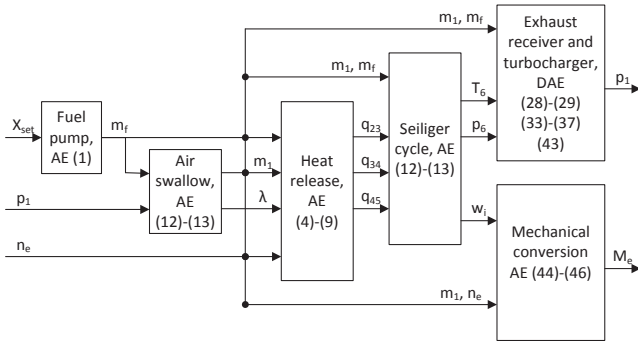 m1, mf
Exhaust
receiver and
turbocharger,
DAE
(28)-(29)
(33)-(37)
(43)
p1
m1, mf
T6
p6
Xset
Fuel
pump,
AE (1)
mf
Air
swallow,
AE
(12)-(13)
m1
λ
Heat
release,
AE
(4)-(9)
q23
q34
q45
Seiliger
cycle, AE
(12)-(13)
p1
ne
wi
Mechanical
conversion
AE (44)-(46)
Me
m1, ne